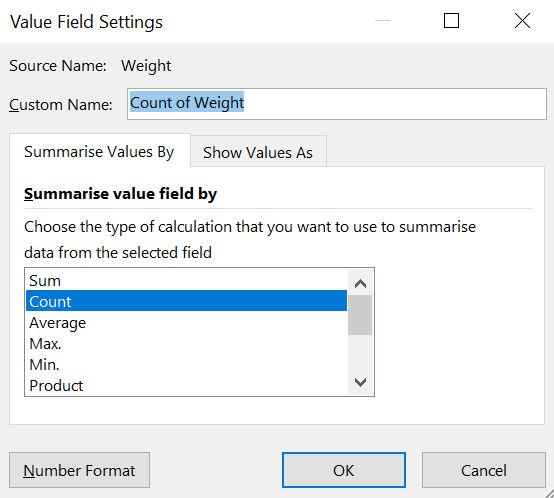 Value Field Settings
Source Name: Weight
Custom Name: Count of Weight
Summarise Values By Show Values As
Summarise value field by
Choose the type of calculation that you want to use to summarise
data from the selected field
Sum
Count
Average
Max.
Min.
Product
Number Format OK Cancel